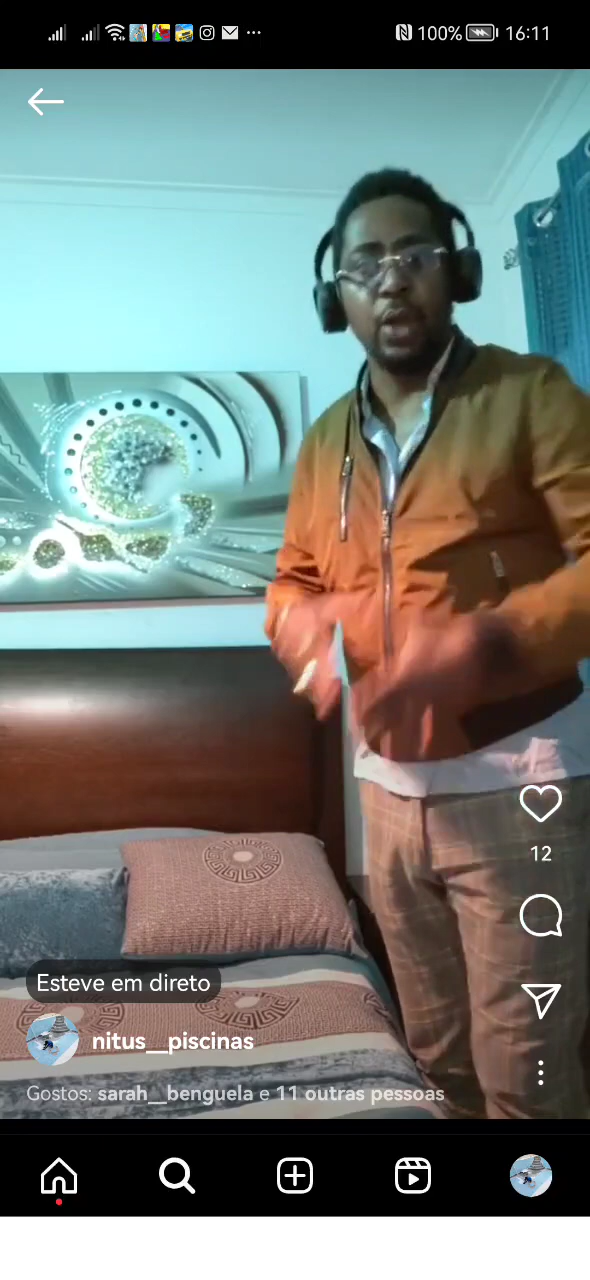 100% 16:11
12
Esteve em direto
nitus__piscinas
Gostos: sarah__benguela e 11 outras pessoas